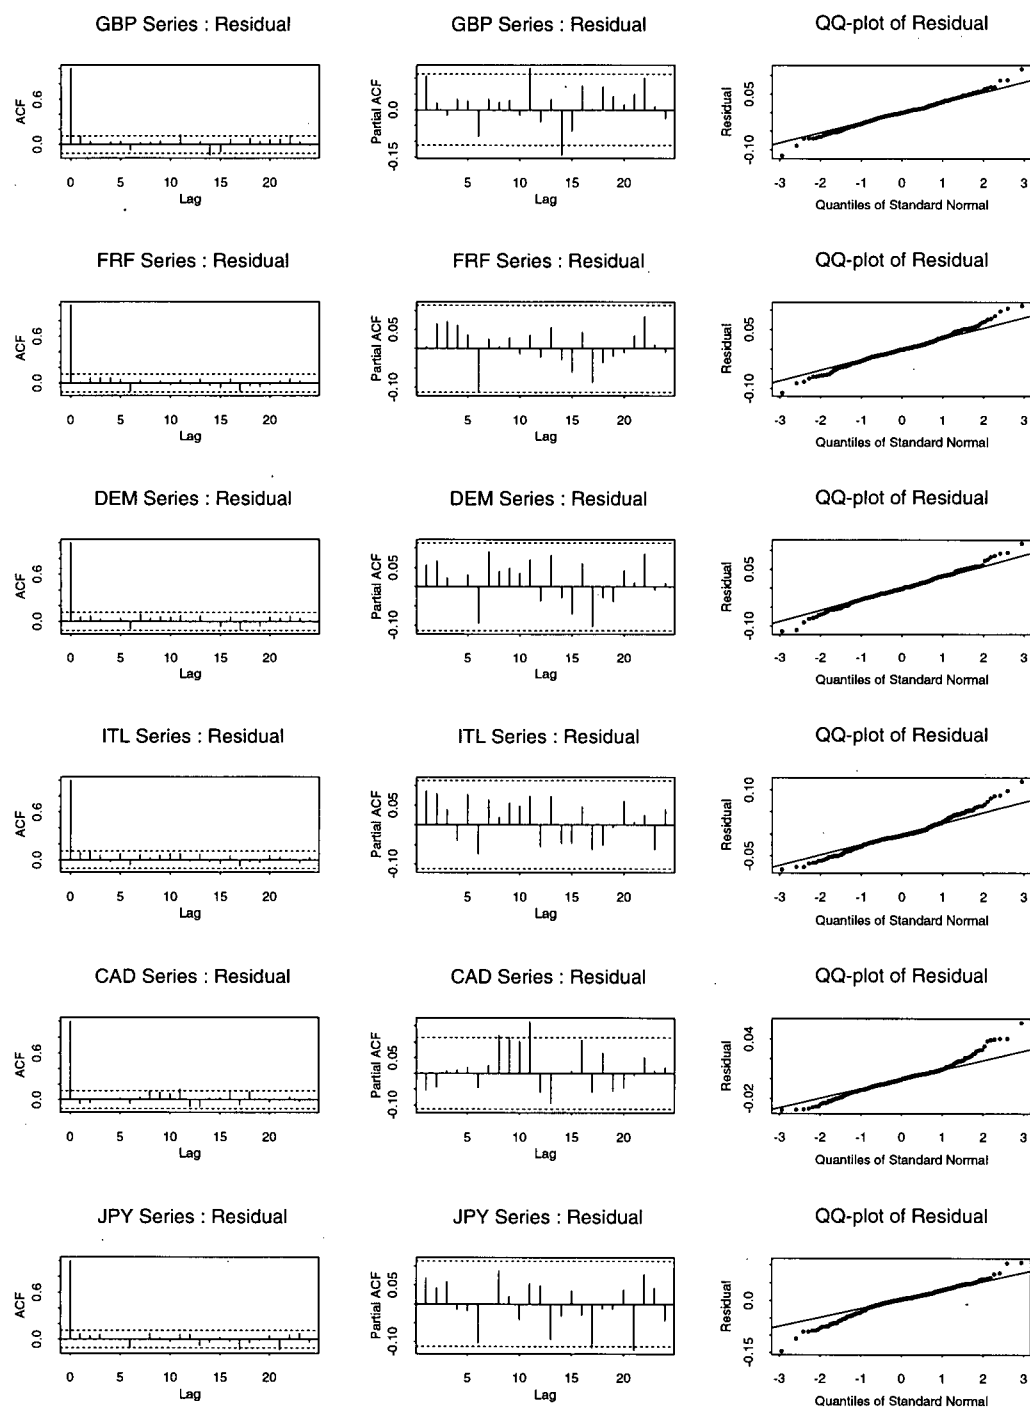 GBP Series : Residual
GBP Series : Residual
QQ-plot of Residual
ACF
0.0 0.6
0 5 10 15 20
Lag
Partial ACF
-0.15 0.0
5 10 15 20
Lag
Residual
-0.10 0.05
-3 -2 -1 0 1 2 3
Quantiles of Standard Normal
FRF Series : Residual
FRF Series : Residual
QQ-plot of Residual
ACF
0.0 0.6
0 5 10 15 20
Lag
Partial ACF
-0.10 0.05
5 10 15 20
Lag
Residual
-0.10 0.05
-3 -2 -1 0 1 2 3
Quantiles of Standard Normal
DEM Series : Residual
DEM Series : Residual
QQ-plot of Residual
ACF
0.0 0.6
0 5 10 15 20
Lag
Partial ACF
-0.10 0.05
5 10 15 20
Lag
Residual
-0.10 0.05
-3 -2 -1 0 1 2 3
Quantiles of Standard Normal
ITL Series : Residual
ITL Series : Residual
QQ-plot of Residual
ACF
0.0 0.6
0 5 10 15 20
Lag
Partial ACF
-0.10 0.05
5 10 15 20
Lag
Residual
-0.05 0.10
-3 -2 -1 0 1 2 3
Quantiles of Standard Normal
CAD Series : Residual
CAD Series : Residual
QQ-plot of Residual
ACF
0.0 0.6
0 5 10 15 20
Lag
Partial ACF
-0.10 0.05
5 10 15 20
Lag
Residual
-0.02 0.04
-3 -2 -1 0 1 2 3
Quantiles of Standard Normal
JPY Series : Residual
JPY Series : Residual
QQ-plot of Residual
ACF
0.0 0.6
0 5 10 15 20
Lag
Partial ACF
-0.10 0.05
5 10 15 20
Lag
Residual
-0.15 0.0
-3 -2 -1 0 1 2 3
Quantiles of Standard Normal